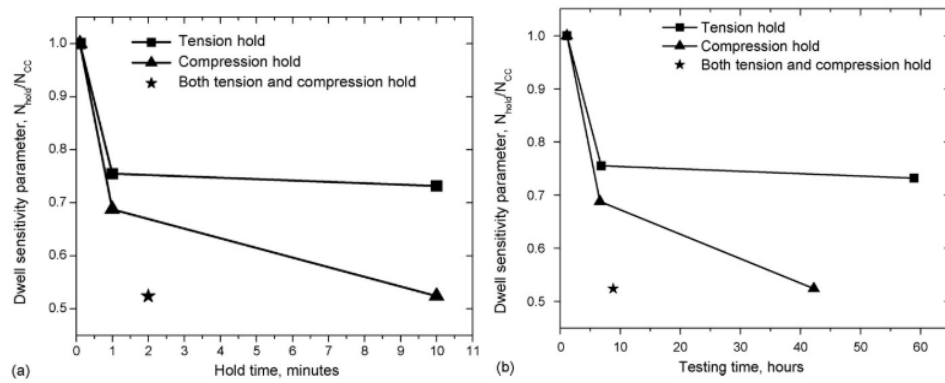 Dwell sensitivity parameter, N_hold/N_CC
1.0
0.9
0.8
0.7
0.6
0.5
Tension hold
Compression hold
Both tension and compression hold
0 1 2 3 4 5 6 7 8 9 10 11
(a) Hold time, minutes
Dwell sensitivity parameter, N_hold/N_CC
1.0
0.9
0.8
0.7
0.6
0.5
Tension hold
Compression hold
Both tension and compression hold
0 10 20 30 40 50 60
(b) Testing time, hours